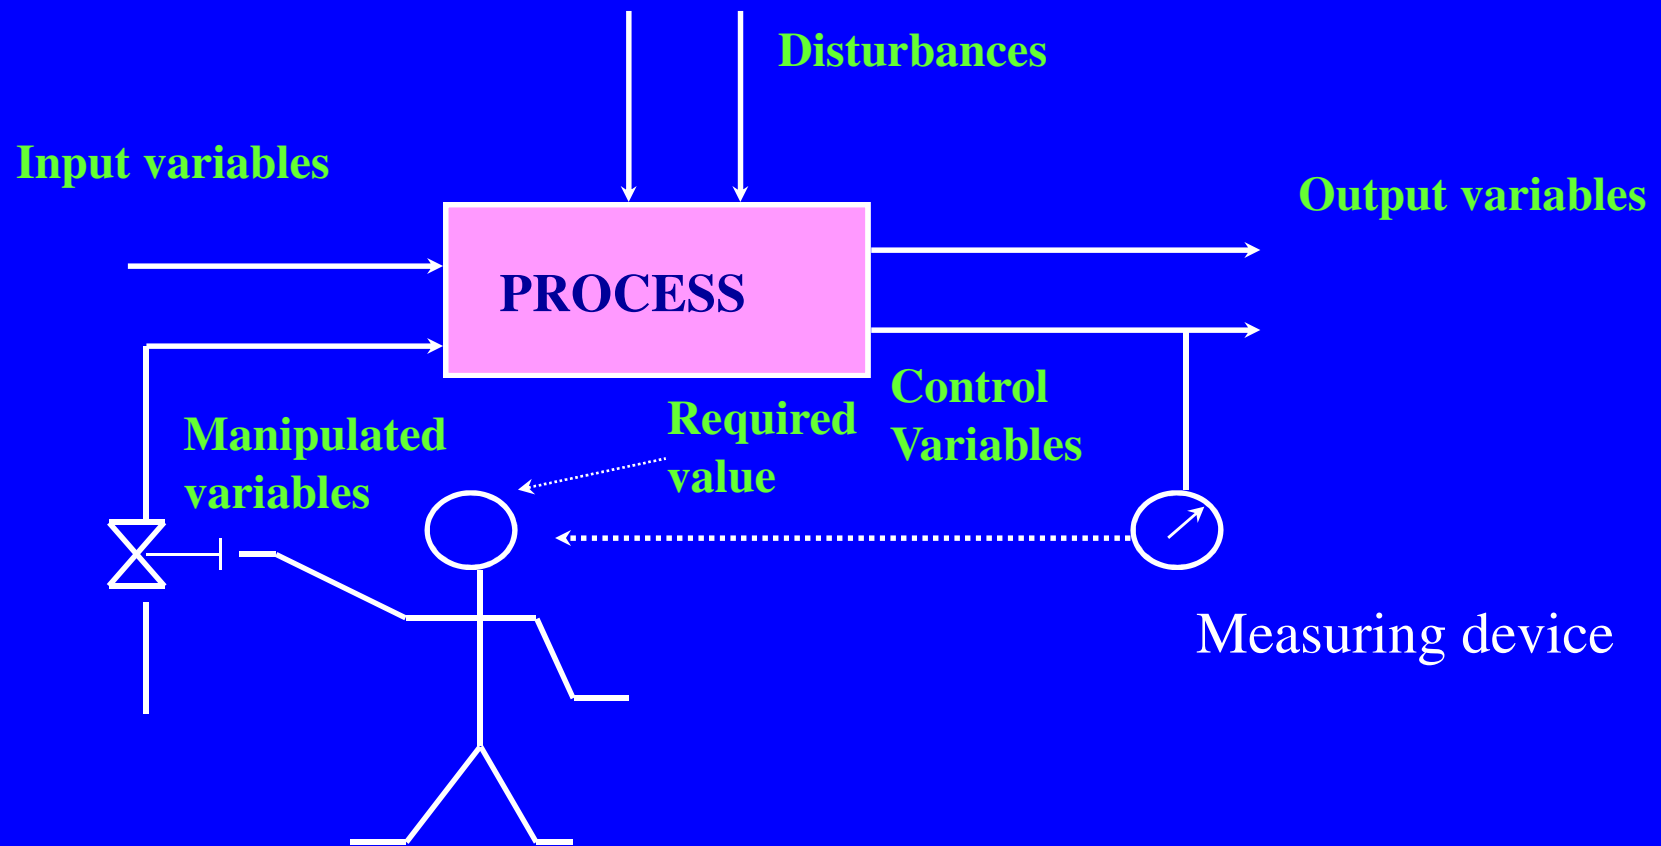 Disturbances
Input variables
Output variables
PROCESS
Control
Variables
Required
value
Manipulated
variables
Measuring device